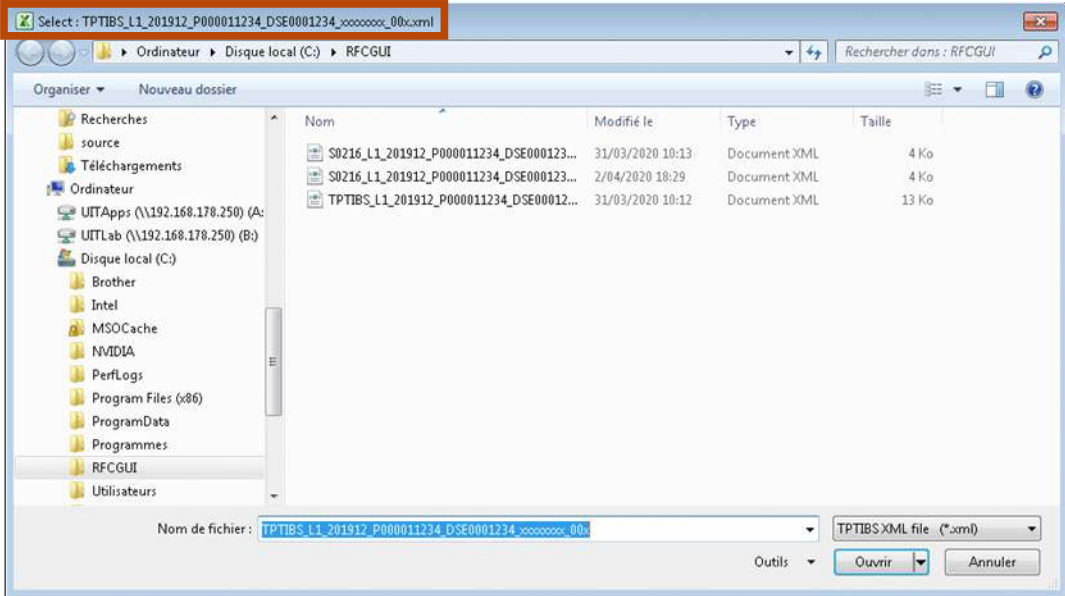 Select : TPTIBS_L1_201912_P000011234_DSE0001234_xxxxxxxx_00x.xml
Ordinateur Disque local (C:) RFCGUI
Rechercher dans : RFCGUI
Organiser Nouveau dossier
Recherches
source
Téléchargements
Ordinateur
UITApps (\\192.168.178.250) (A:
UITLab (\\192.168.178.250) (B:)
Disque local (C:)
Brother
Intel
MSOCache
NVIDIA
PerfLogs
Program Files (x86)
ProgramData
Programmes
RFCGUI
Utilisateurs
Nom Modifié le Type Taille
S0216_L1_201912_P000011234_DSE000123... 31/03/2020 10:13 Document XML 4 Ko
S0216_L1_201912_P000011234_DSE000123... 2/04/2020 18:29 Document XML 4 Ko
TPTIBS_L1_201912_P000011234_DSE00012... 31/03/2020 10:12 Document XML 13 Ko
Nom de fichier : TPTIBS_L1_201912_P000011234_DSE0001234_xxxxxxxx_00x
TPTIBS XML file (*.xml)
Outils Ouvrir Annuler